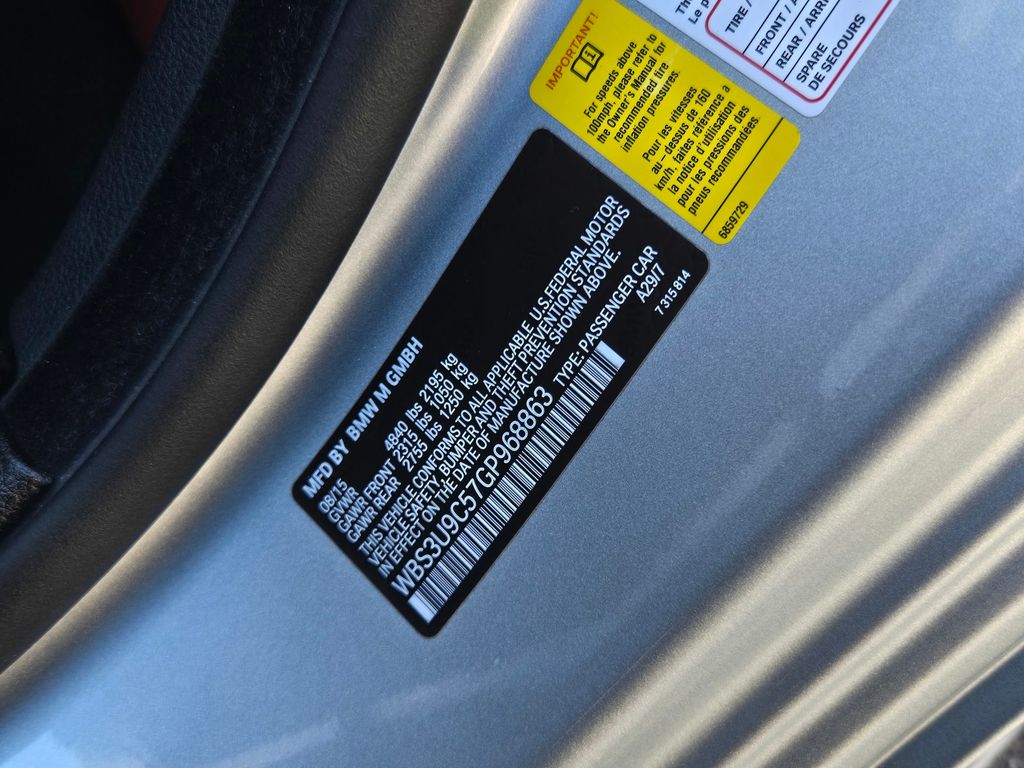 Th
Le p
TIRE /
FRONT / A
REAR / ARRI
SPARE
DE SECOURS
IMPORTANT!
For speeds above
100mph, please refer to
the Owner's Manual for
recommended tire
inflation pressures.
Pour les vitesses
au-dessus de 160
km/h, faites référence a
la notice d'utilisation
pour les pressions des
pneus recommandées.
6859729
MFD BY BMW M GMBH
08/15
GVWR 4840 lbs 2195 kg
GAWR FRONT 2315 lbs 1050 kg
GAWR REAR 2755 lbs 1250 kg
THIS VEHICLE CONFORMS TO ALL APPLICABLE U.S.FEDERAL MOTOR
VEHICLE SAFETY, BUMPER AND THEFT PREVENTION STANDARDS
IN EFFECT ON THE DATE OF MANUFACTURE SHOWN ABOVE.
WBS3U9C57GP968863 TYPE: PASSENGER CAR
A29/7
7 315 814